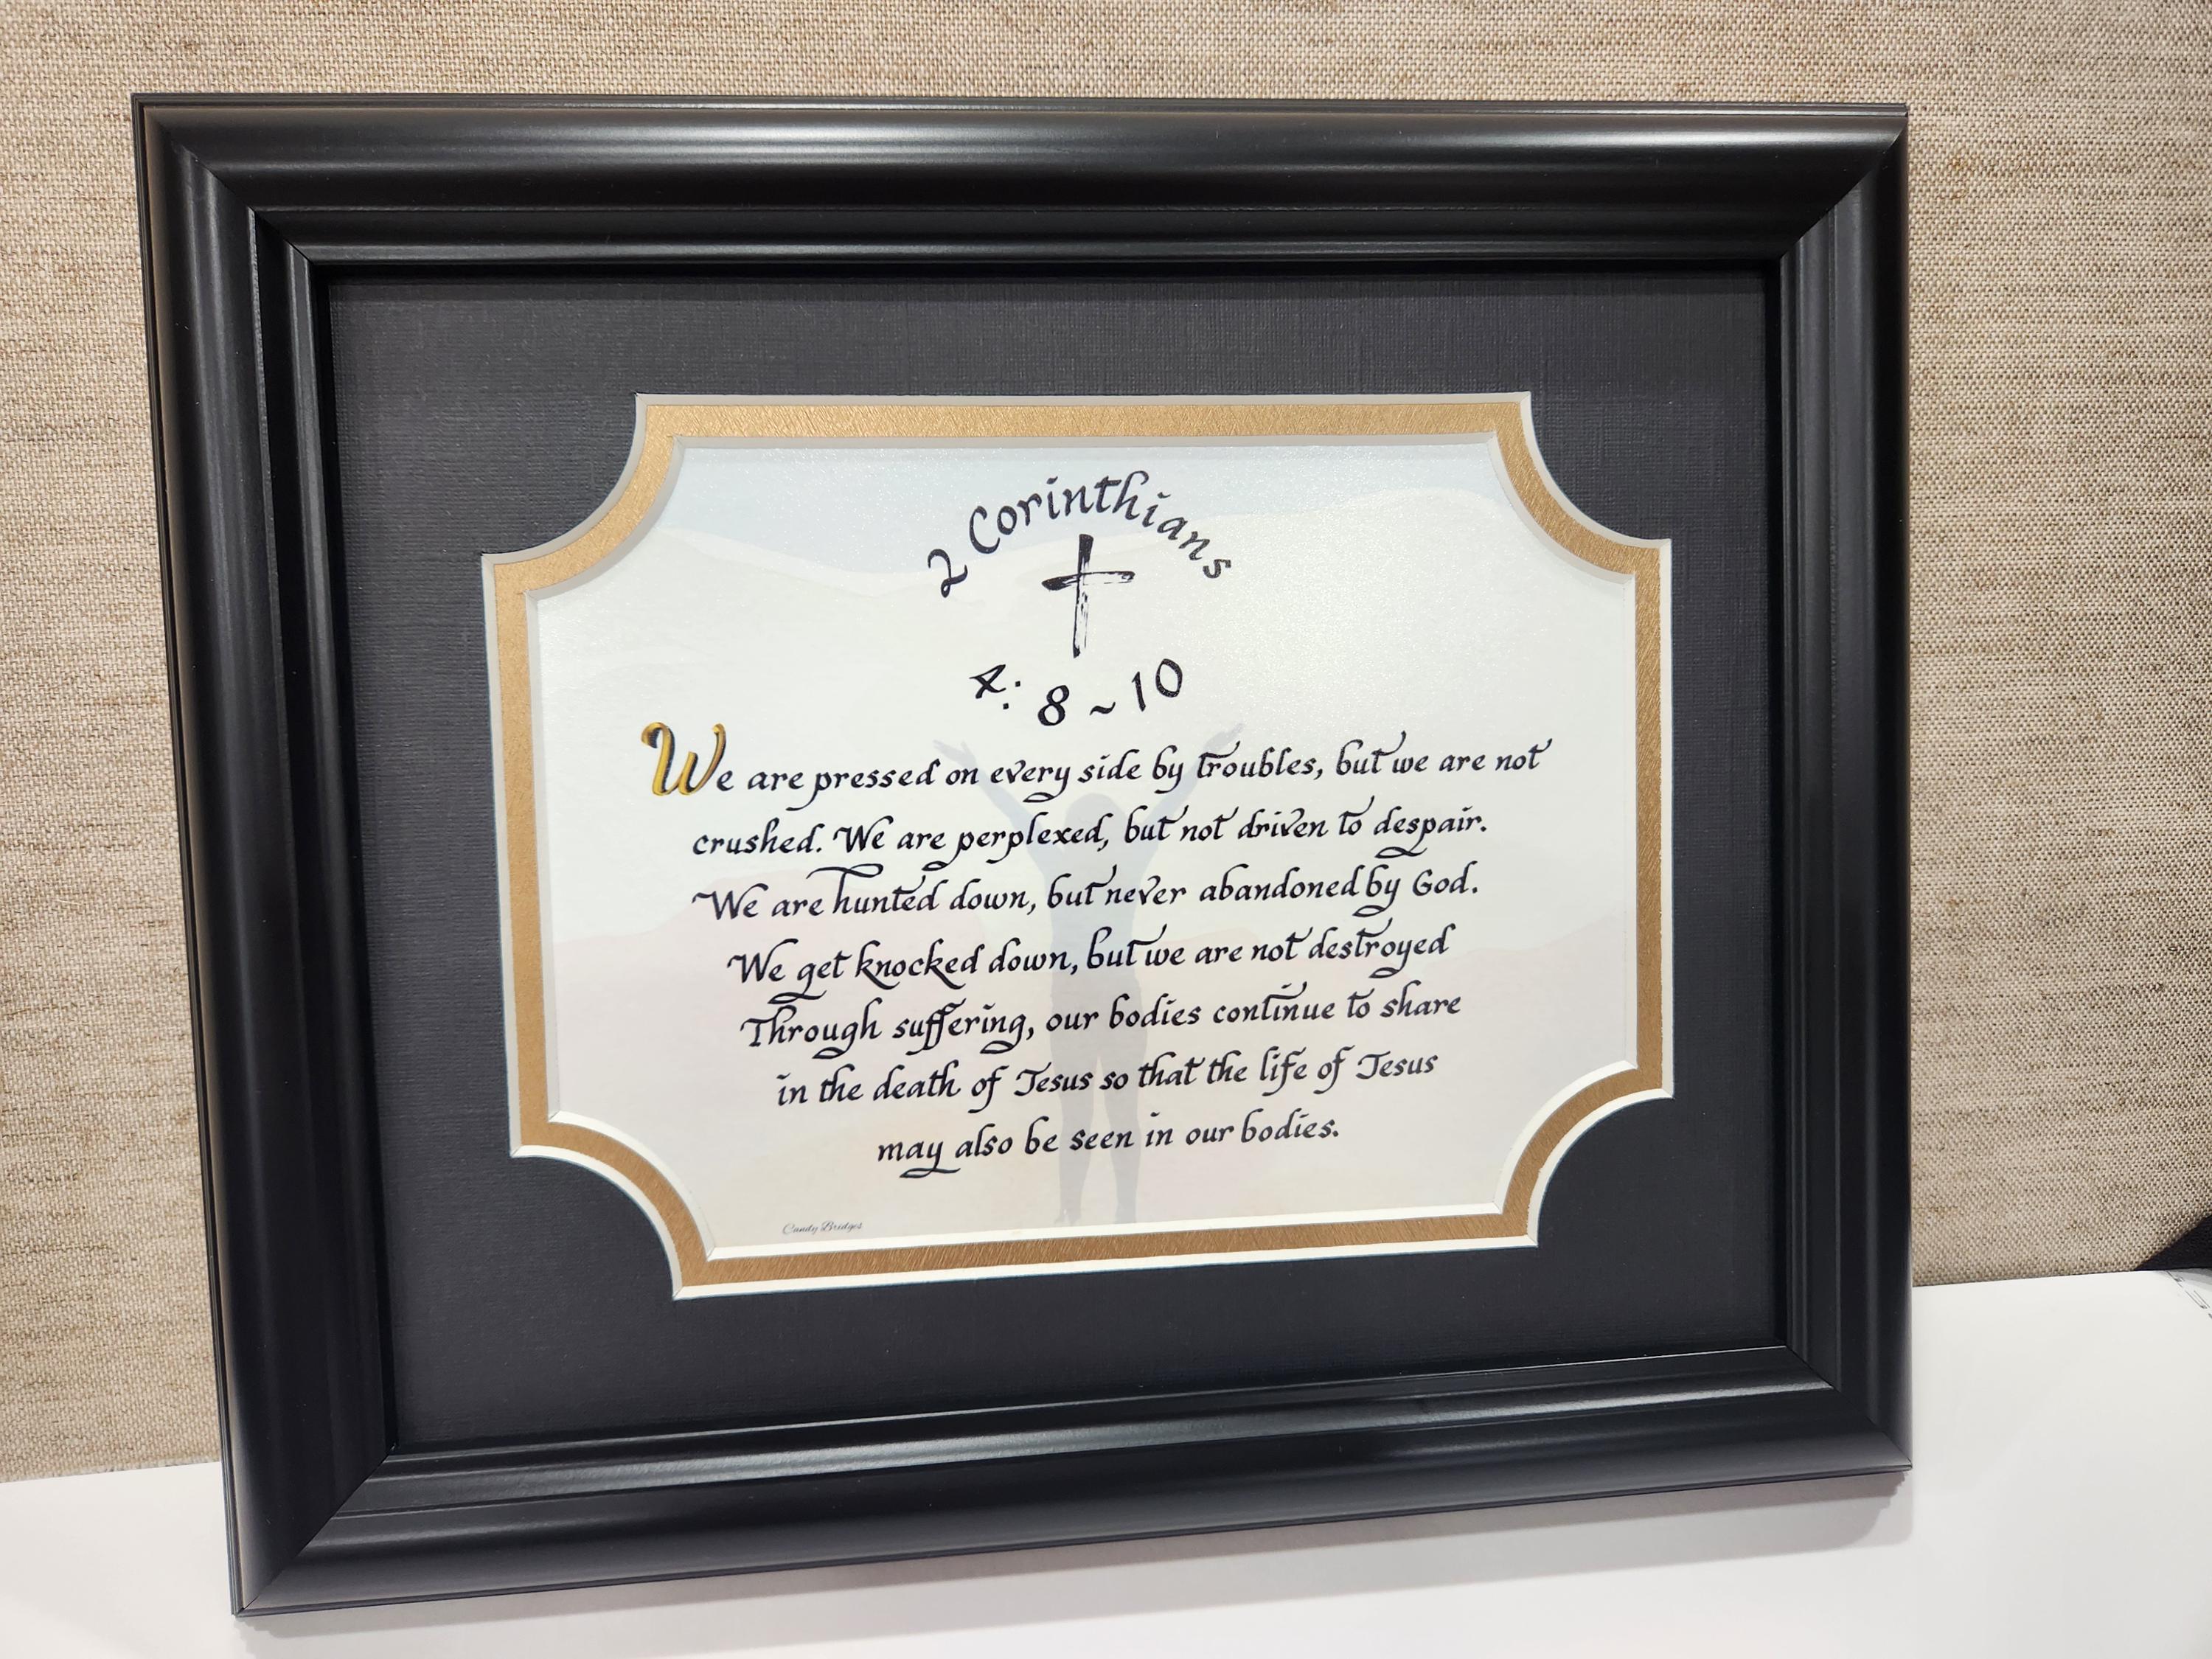 2 Corinthians
4:8~10
We are pressed on every side by troubles, but we are not
crushed. We are perplexed, but not driven to despair.
We are hunted down, but never abandoned by God.
We get knocked down, but we are not destroyed
Through suffering, our bodies continue to share
in the death of Jesus so that the life of Jesus
may also be seen in our bodies.
Candy Bridges